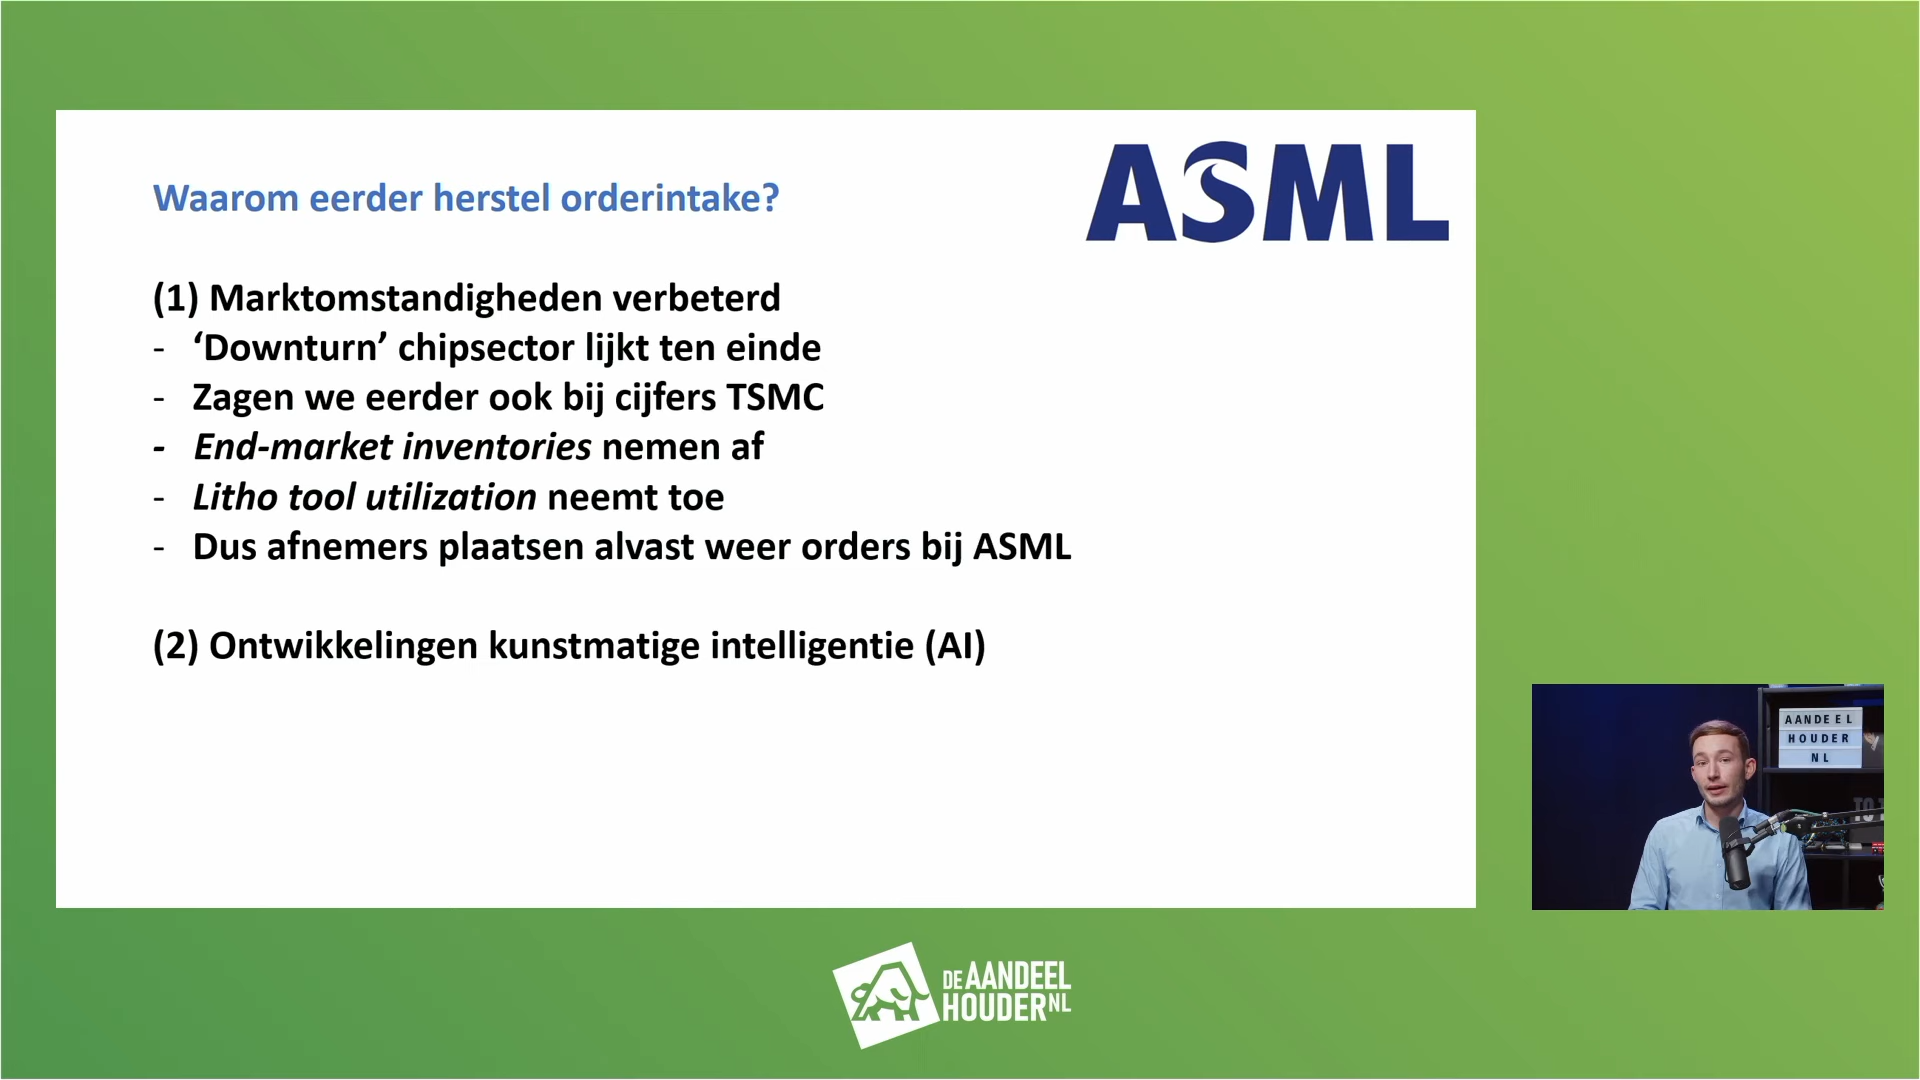 ASML
Waarom eerder herstel orderintake?
(1) Marktomstandigheden verbeterd
- ‘Downturn’ chipsector lijkt ten einde
- Zagen we eerder ook bij cijfers TSMC
- End-market inventories nemen af
- Litho tool utilization neemt toe
- Dus afnemers plaatsen alvast weer orders bij ASML
(2) Ontwikkelingen kunstmatige intelligentie (AI)
AANDEEL
HOUDER
NL
DE AANDEEL
HOUDER NL